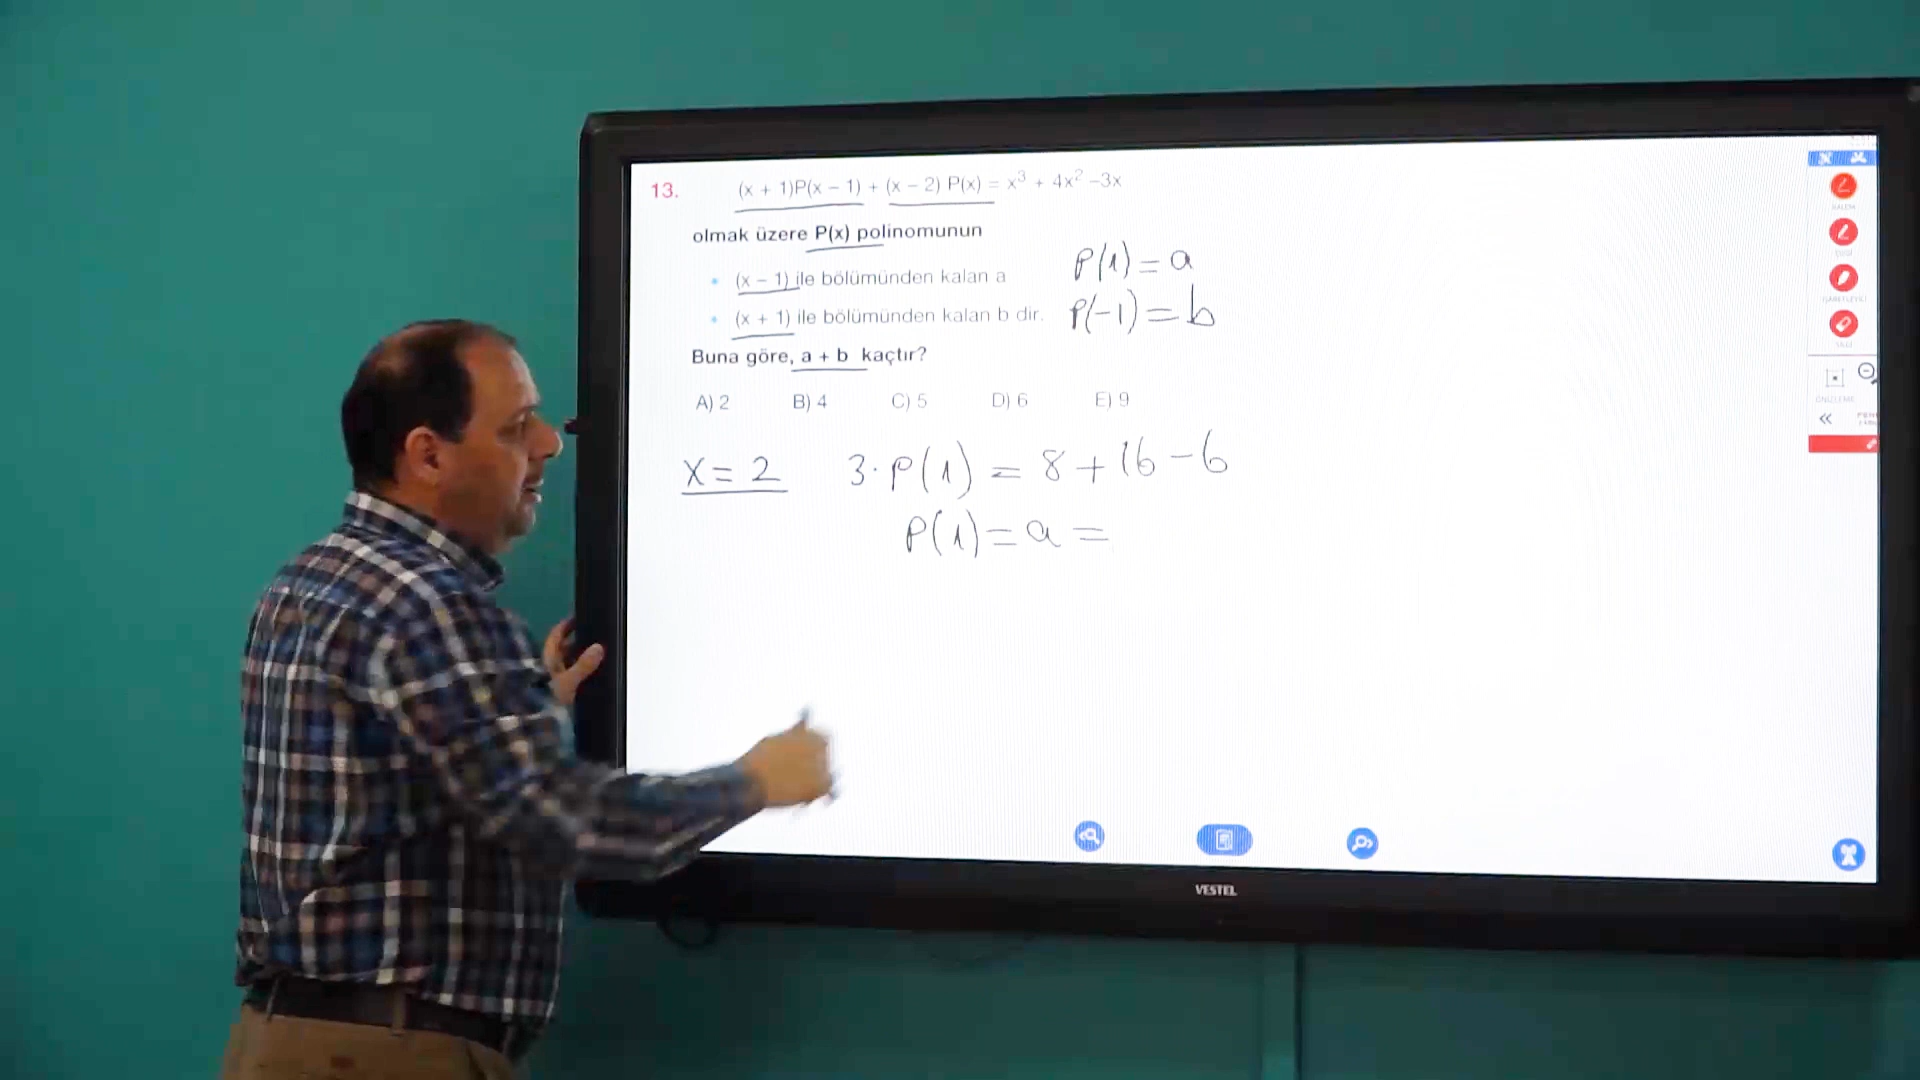 13. (x + 1)P(x – 1) + (x – 2) P(x) = x³ + 4x² –3x
olmak üzere P(x) polinomunun
• (x – 1) ile bölümünden kalan a
P(1) = a
• (x + 1) ile bölümünden kalan b dir.
P(-1) = b
Buna göre, a + b kaçtır?
A) 2 B) 4 C) 5 D) 6 E) 9
x = 2 3·P(1) = 8 + 16 - 6
P(1) = a =
VESTEL